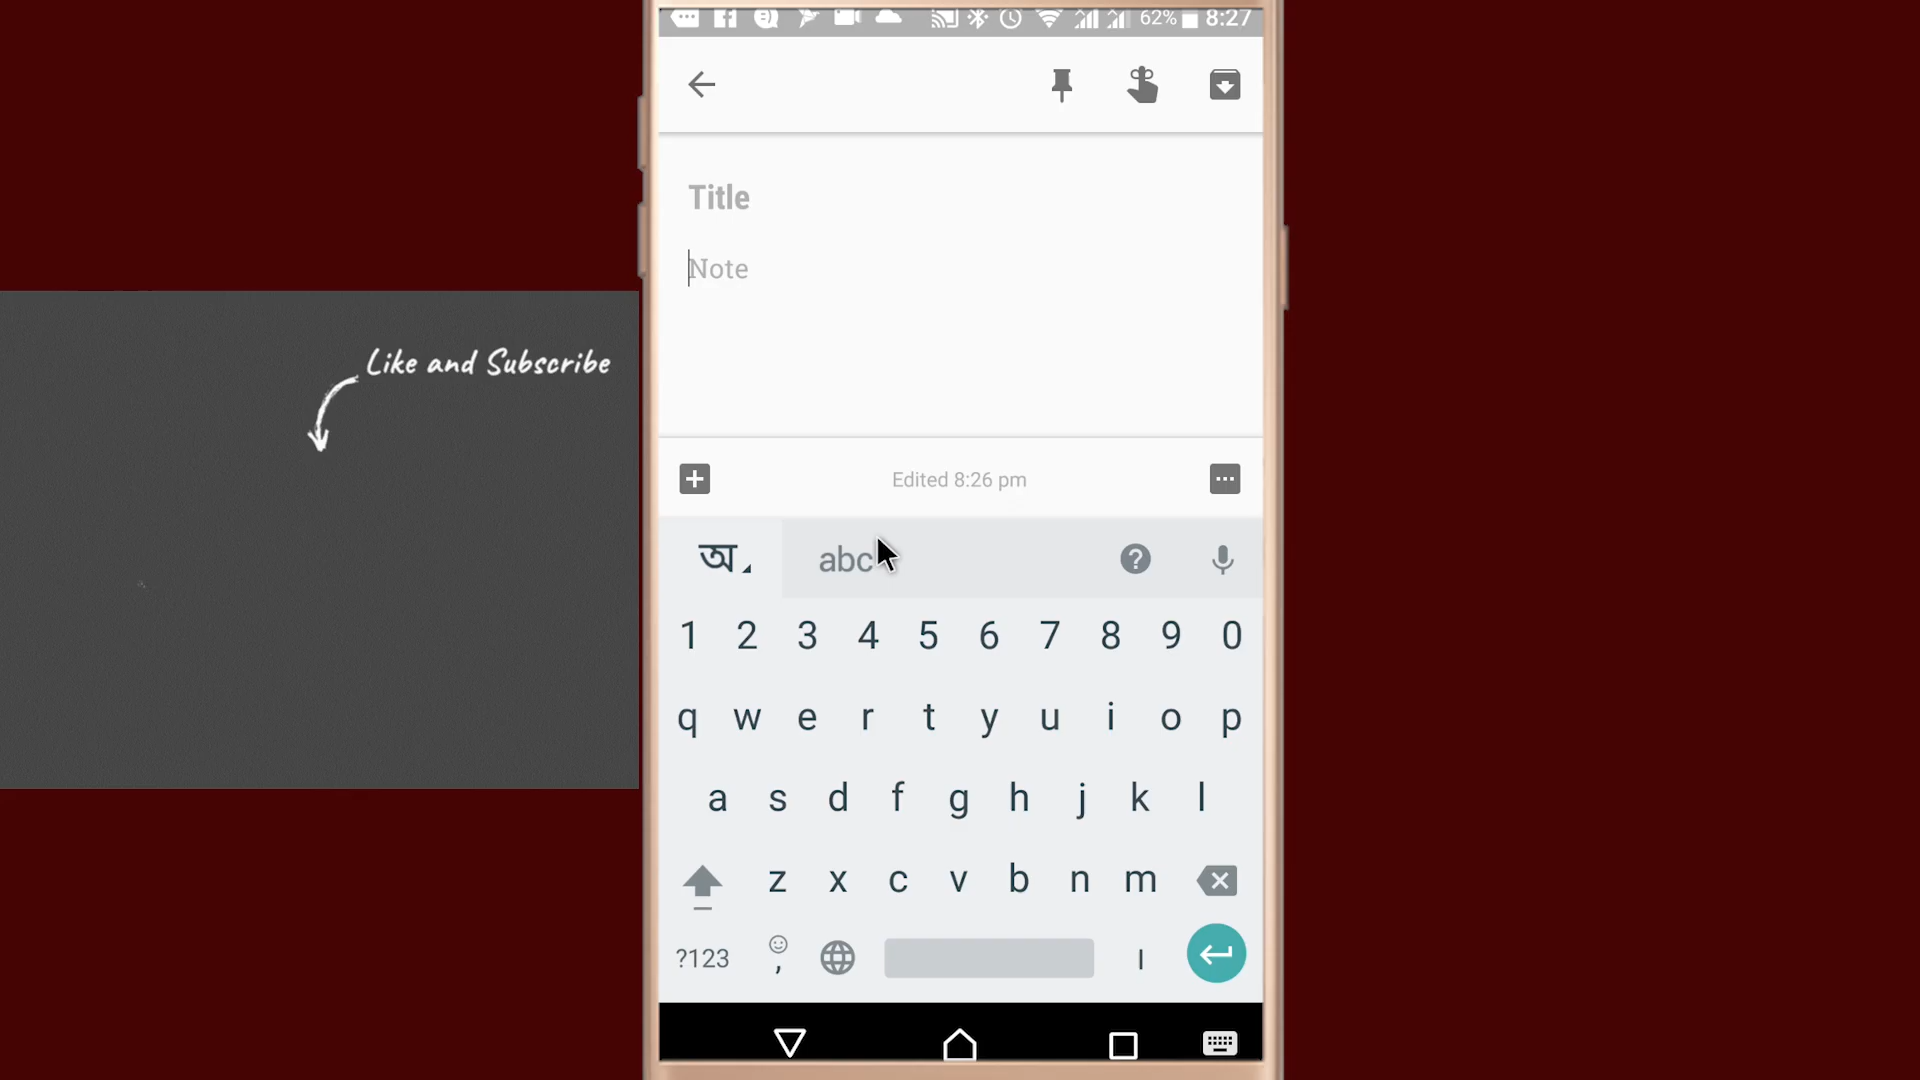 62% 8:27
Title
Note
Like and Subscribe
Edited 8:26 pm
অ abc ?
1 2 3 4 5 6 7 8 9 0
q w e r t y u i o p
a s d f g h j k l
z x c v b n m
?123 , ।